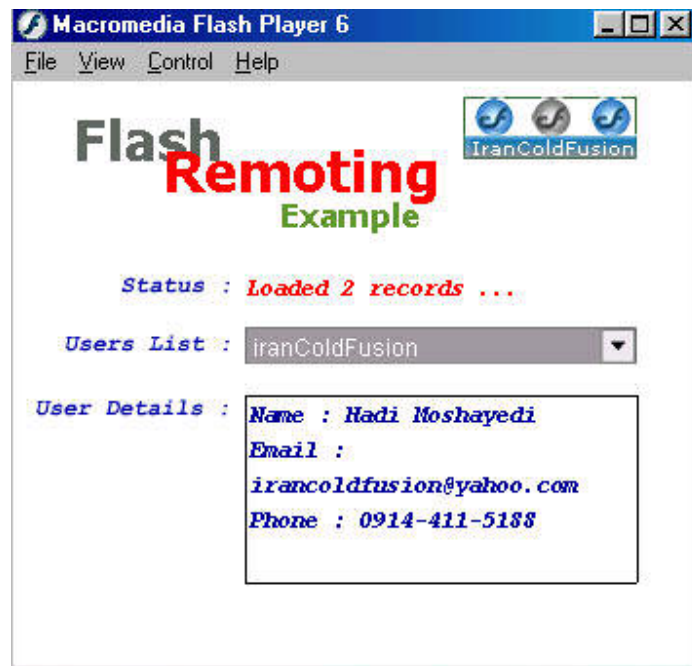 Macromedia Flash Player 6
File View Control Help
Flash
Remoting
Example
IranColdFusion
Status : Loaded 2 records ...
Users List : iranColdFusion
User Details :
Name : Hadi Moshayedi
Email :
irancoldfusion@yahoo.com
Phone : 0914-411-5188